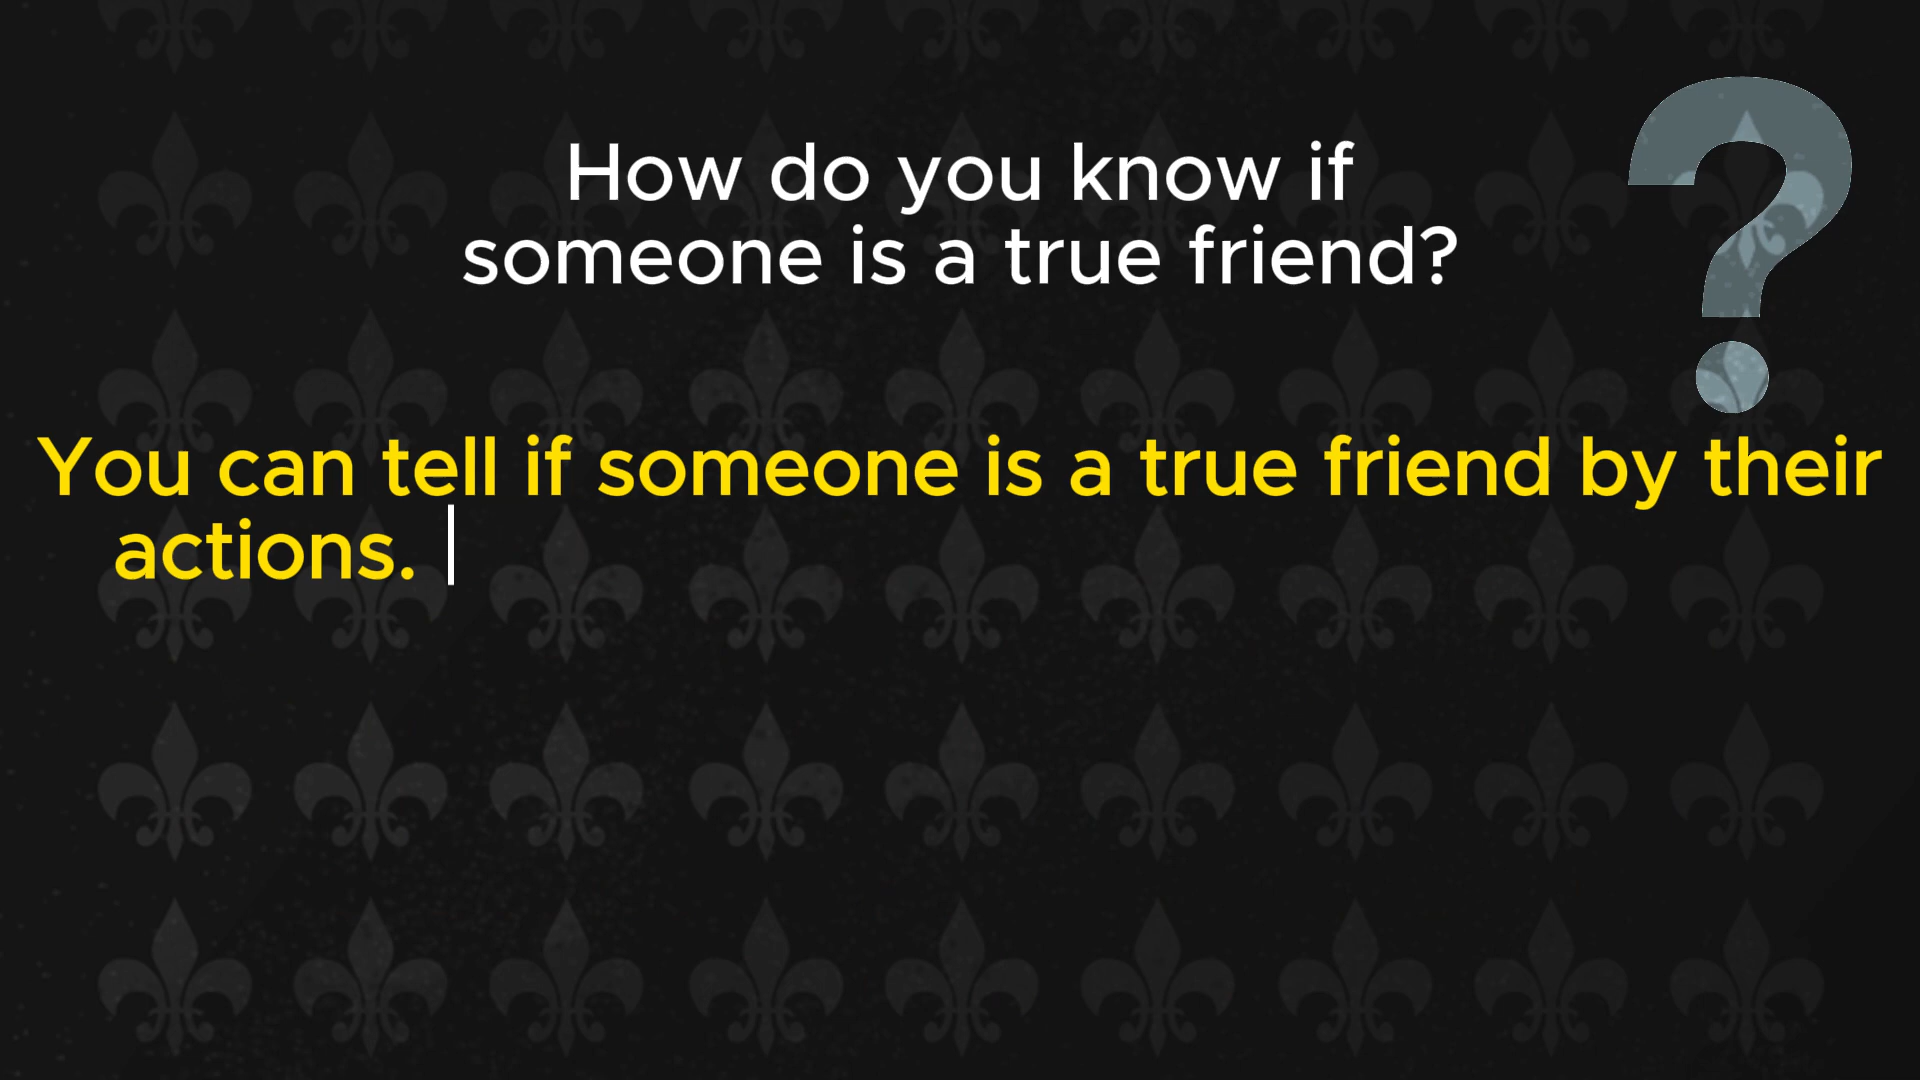 How do you know if
someone is a true friend?
?
You can tell if someone is a true friend by their
actions.